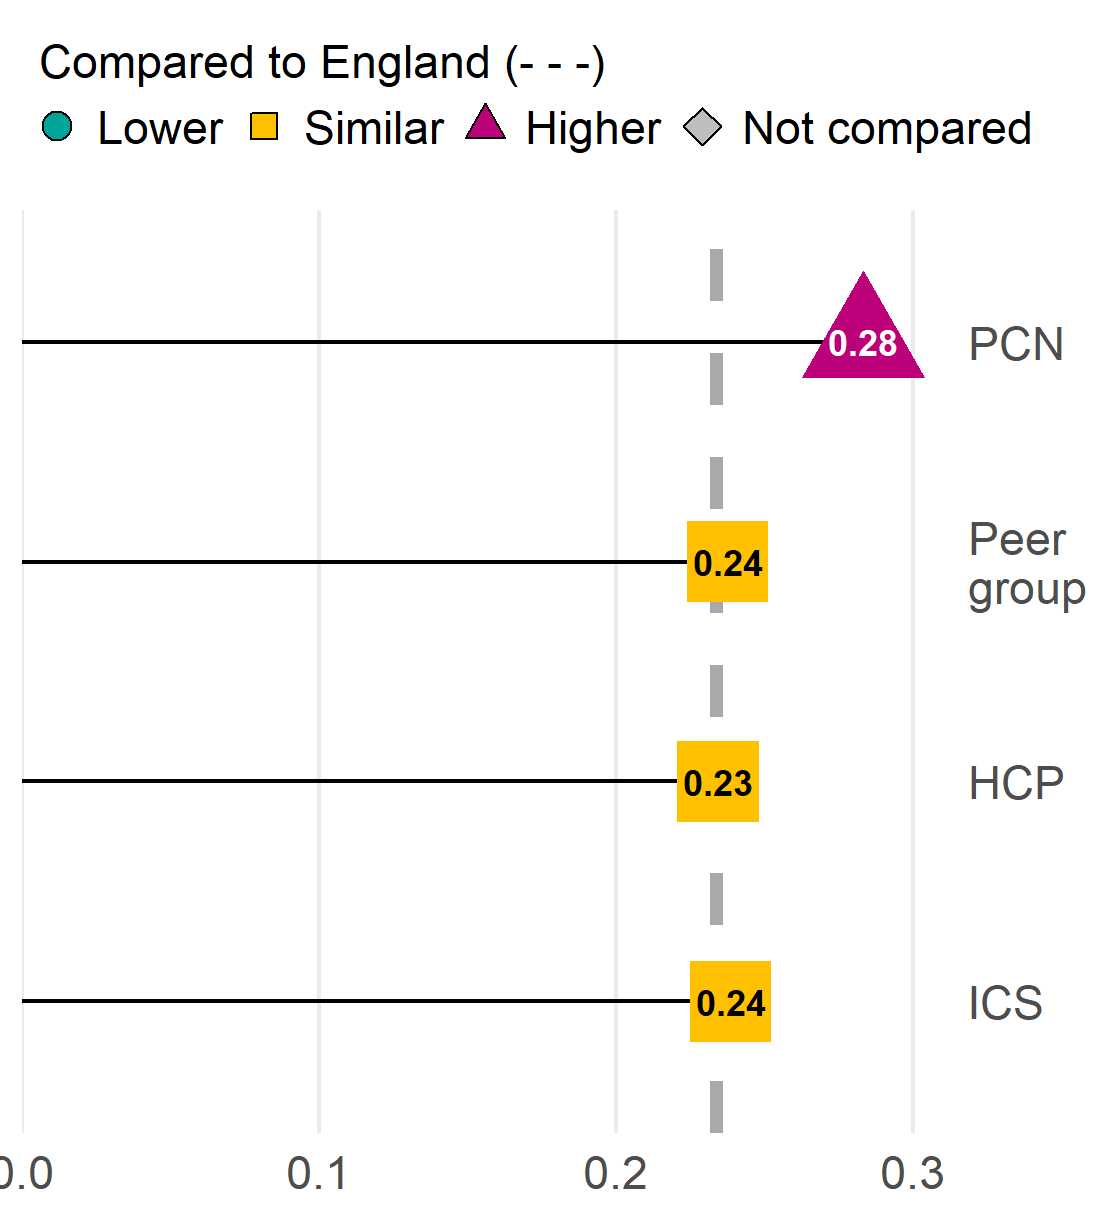 Compared to England (- - -)
Lower Similar Higher Not compared
0.28 PCN
Peer
0.24
group
0.23 HCP
0.24 ICS
0.0 0.1 0.2 0.3